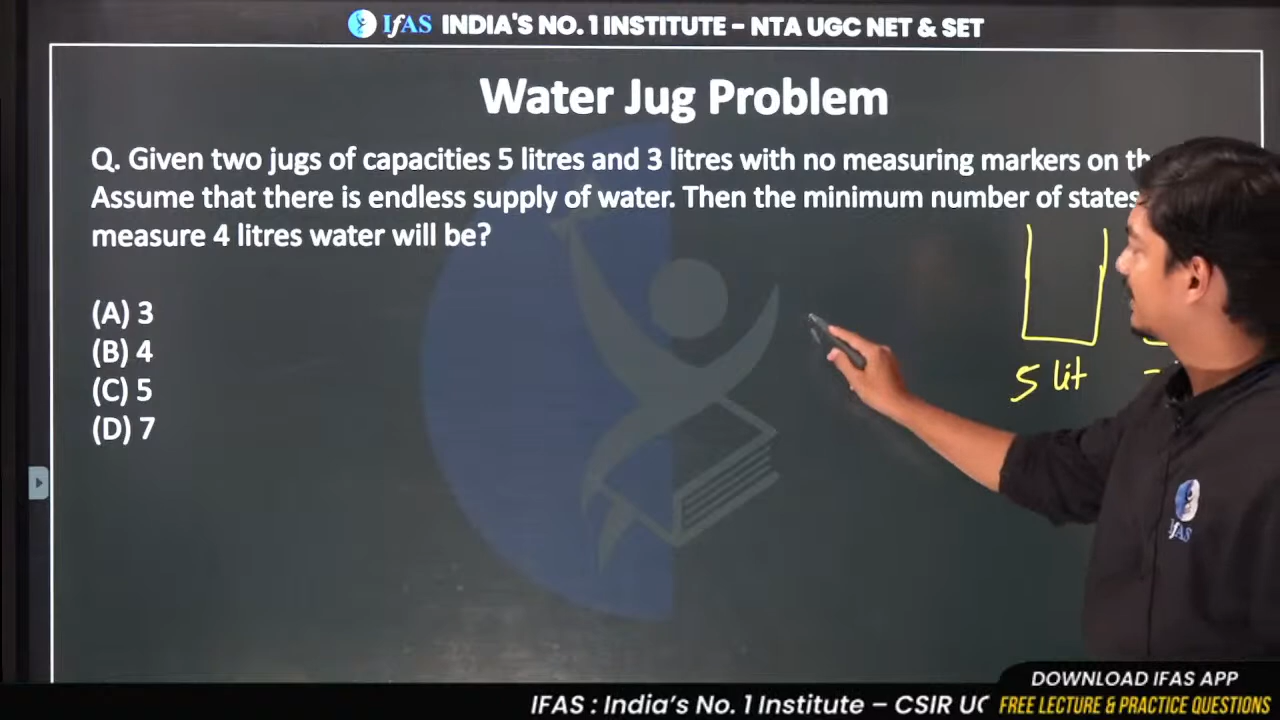 IfAS INDIA'S NO. 1 INSTITUTE – NTA UGC NET & SET
Water Jug Problem
Q. Given two jugs of capacities 5 litres and 3 litres with no measuring markers on
Assume that there is endless supply of water. Then the minimum number of states
measure 4 litres water will be?
(A) 3
(B) 4
(C) 5
(D) 7
5 lit
IfAS
DOWNLOAD IFAS APP
IFAS : India's No. 1 Institute – CSIR
FREE LECTURE & PRACTICE QUESTIONS